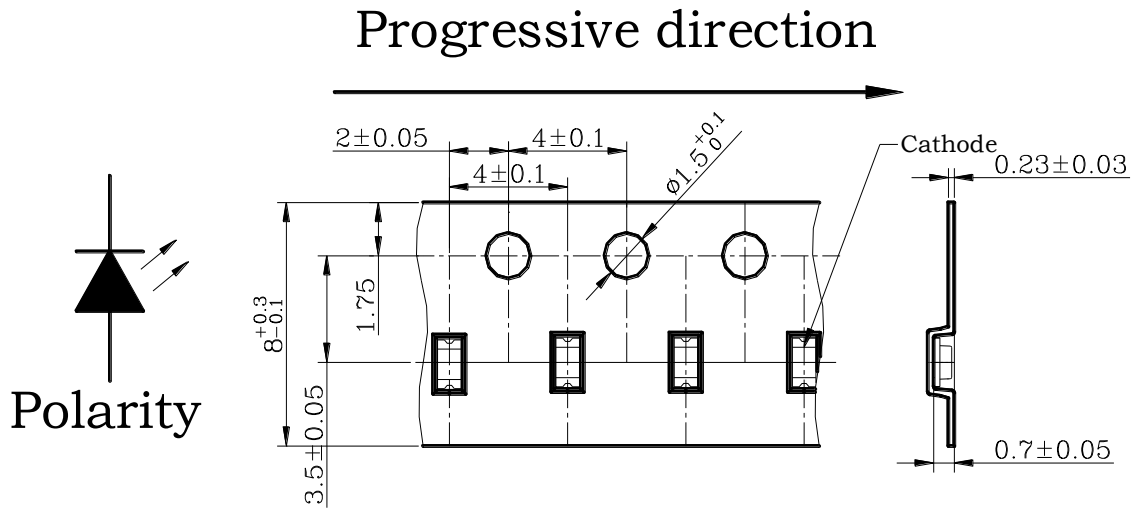 Progressive direction
2±0.05
4±0.1
4±0.1
ø1.5 +0.1 0
Cathode
0.23±0.03
8 +0.3 -0.1
1.75
3.5±0.05
Polarity
0.7±0.05